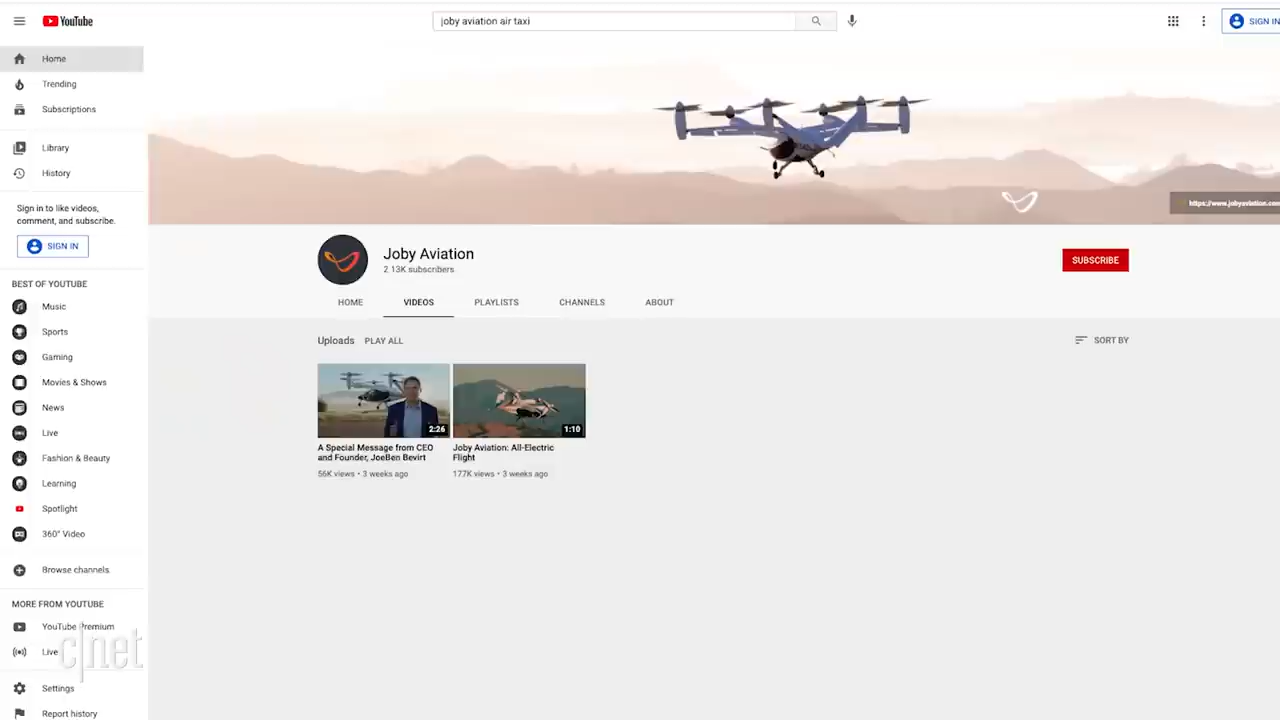 YouTube
joby aviation air taxi
SIGN IN
Home
Trending
Subscriptions
Library
History
https://www.jobyaviation.com
Sign in to like videos,
comment, and subscribe.
SIGN IN
Joby Aviation
2.13K subscribers
SUBSCRIBE
HOME
VIDEOS
PLAYLISTS
CHANNELS
ABOUT
BEST OF YOUTUBE
Music
Sports
Gaming
Movies & Shows
News
Live
Fashion & Beauty
Learning
Spotlight
360° Video
Browse channels
Uploads
PLAY ALL
SORT BY
2:26
A Special Message from CEO
and Founder, JoeBen Bevirt
56K views • 3 weeks ago
1:10
Joby Aviation: All-Electric
Flight
177K views • 3 weeks ago
MORE FROM YOUTUBE
YouTube Premium
Live
c|net
Settings
Report history